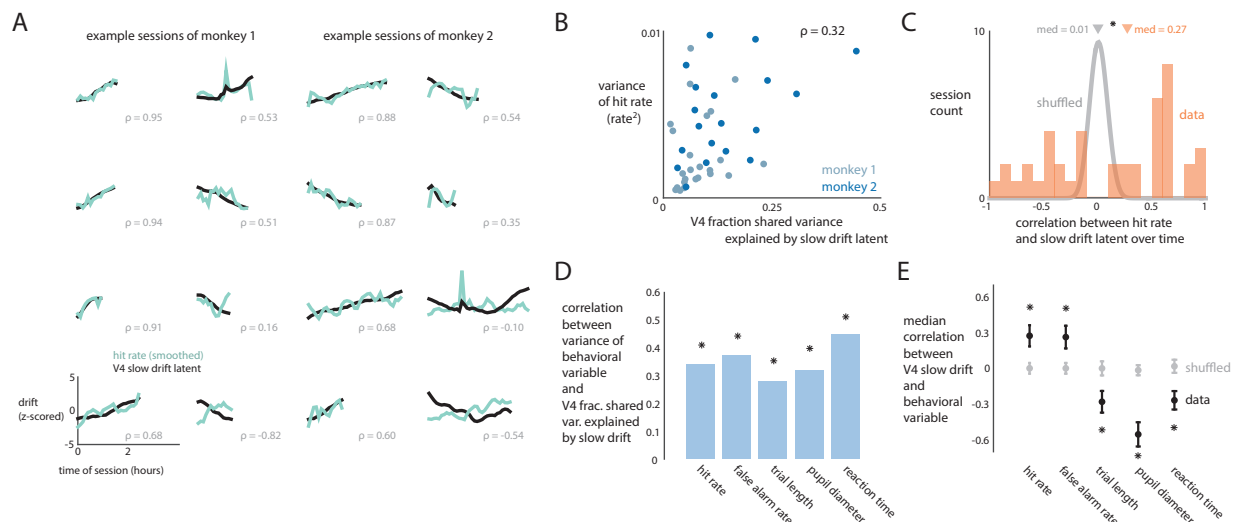 A
example sessions of monkey 1
example sessions of monkey 2
ρ = 0.95
ρ = 0.53
ρ = 0.88
ρ = 0.54
ρ = 0.94
ρ = 0.51
ρ = 0.87
ρ = 0.35
ρ = 0.91
ρ = 0.16
ρ = 0.68
ρ = -0.10
hit rate (smoothed)
V4 slow drift latent
drift
(z-scored)
5
0
-5
ρ = 0.68
ρ = -0.82
ρ = 0.60
ρ = -0.54
0
2
time of session (hours)
B
0.01
ρ = 0.32
variance
of hit rate
(rate²)
monkey 1
monkey 2
0
0
0.25
0.5
V4 fraction shared variance
explained by slow drift latent
C
10
med = 0.01
*
med = 0.27
session
count
shuffled
data
0
-1
-0.5
0
0.5
1
correlation between hit rate
and slow drift latent over time
D
correlation
between
variance of
behavioral
variable
and
V4 frac. shared
var. explained
by slow drift
0.6
0.5
0.4
0.3
0.2
0.1
0
*
*
*
*
*
hit rate
false alarm rate
trial length
pupil diameter
reaction time
E
median
correlation
between
V4 slow drift
and
behavioral
variable
0.6
0.3
0
-0.3
-0.6
*
*
*
*
*
shuffled
data
hit rate
false alarm rate
trial length
pupil diameter
reaction time